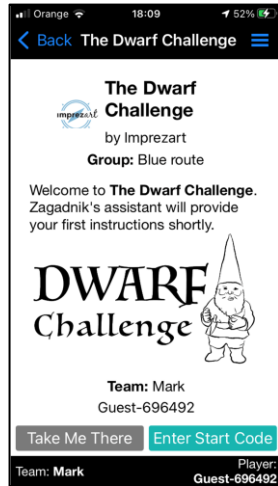 Orange 18:09 52%
Back The Dwarf Challenge
The Dwarf
Challenge
imprezart
by Imprezart
Group: Blue route
Welcome to The Dwarf Challenge.
Zagadnik's assistant will provide
your first instructions shortly.
DWARF
Challenge
Team: Mark
Guest-696492
Take Me There Enter Start Code
Team: Mark Player:
Guest-696492